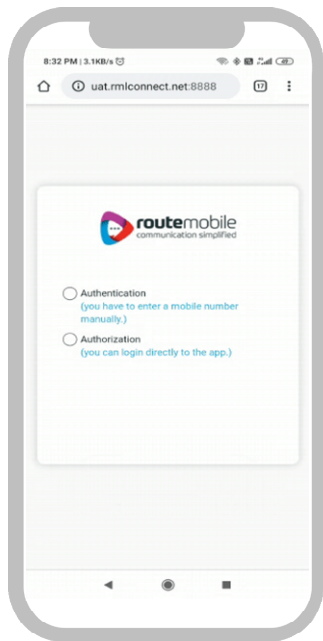 8:32 PM | 3.1KB/s
uat.rmlconnect.net:8888
17
routemobile
communication simplified
Authentication
(you have to enter a mobile number
manually.)
Authorization
(you can login directly to the app.)